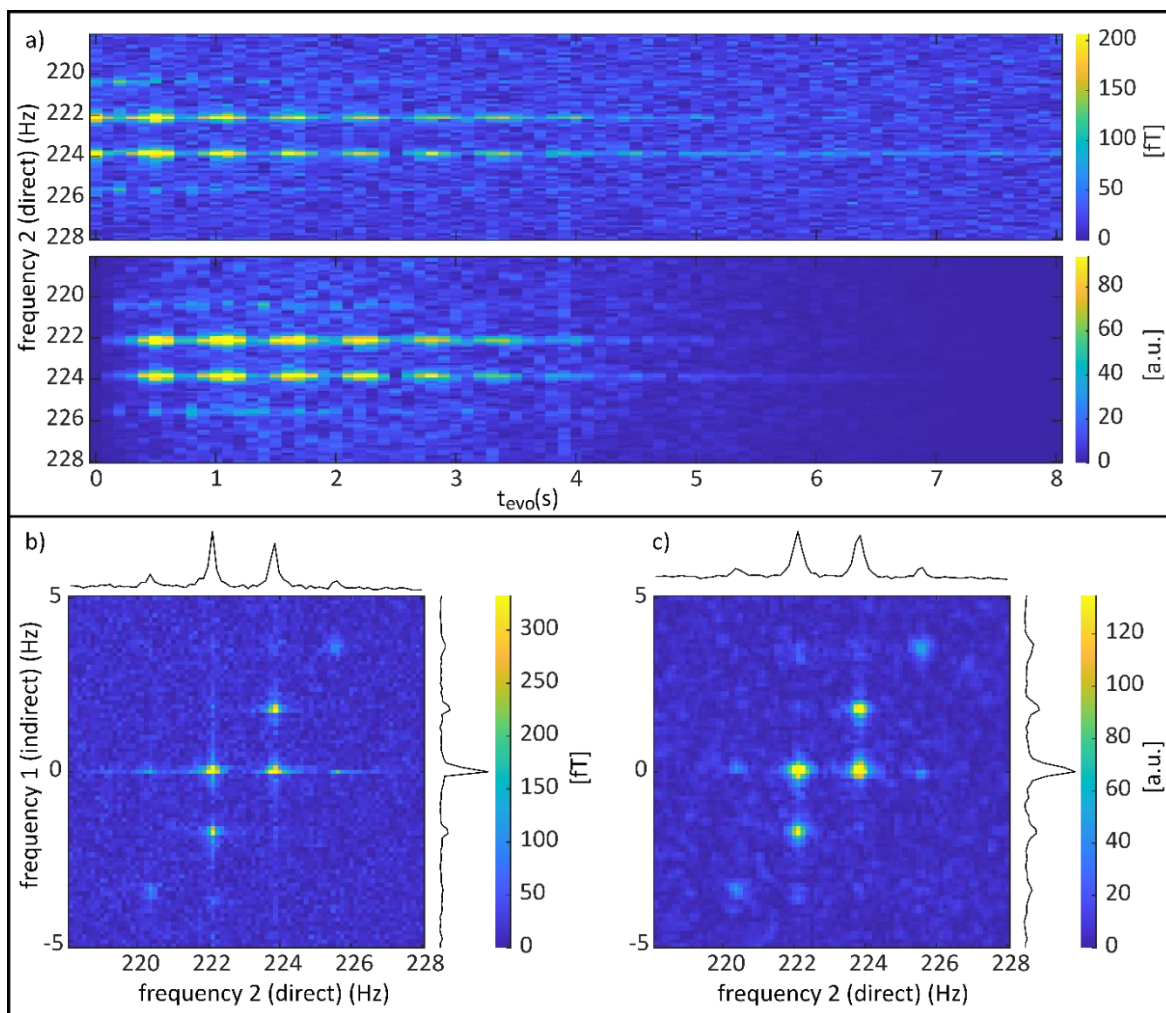 a)
220
222
224
226
228
200
150
100
50
0
[fT]
220
222
224
226
228
80
60
40
20
0
[a.u.]
frequency 2 (direct) (Hz)
0 1 2 3 4 5 6 7 8
tevo(s)
b)
5
0
-5
frequency 1 (indirect) (Hz)
220 222 224 226 228
frequency 2 (direct) (Hz)
300
250
200
150
100
50
0
[fT]
c)
5
0
-5
220 222 224 226 228
frequency 2 (direct) (Hz)
120
100
80
60
40
20
0
[a.u.]